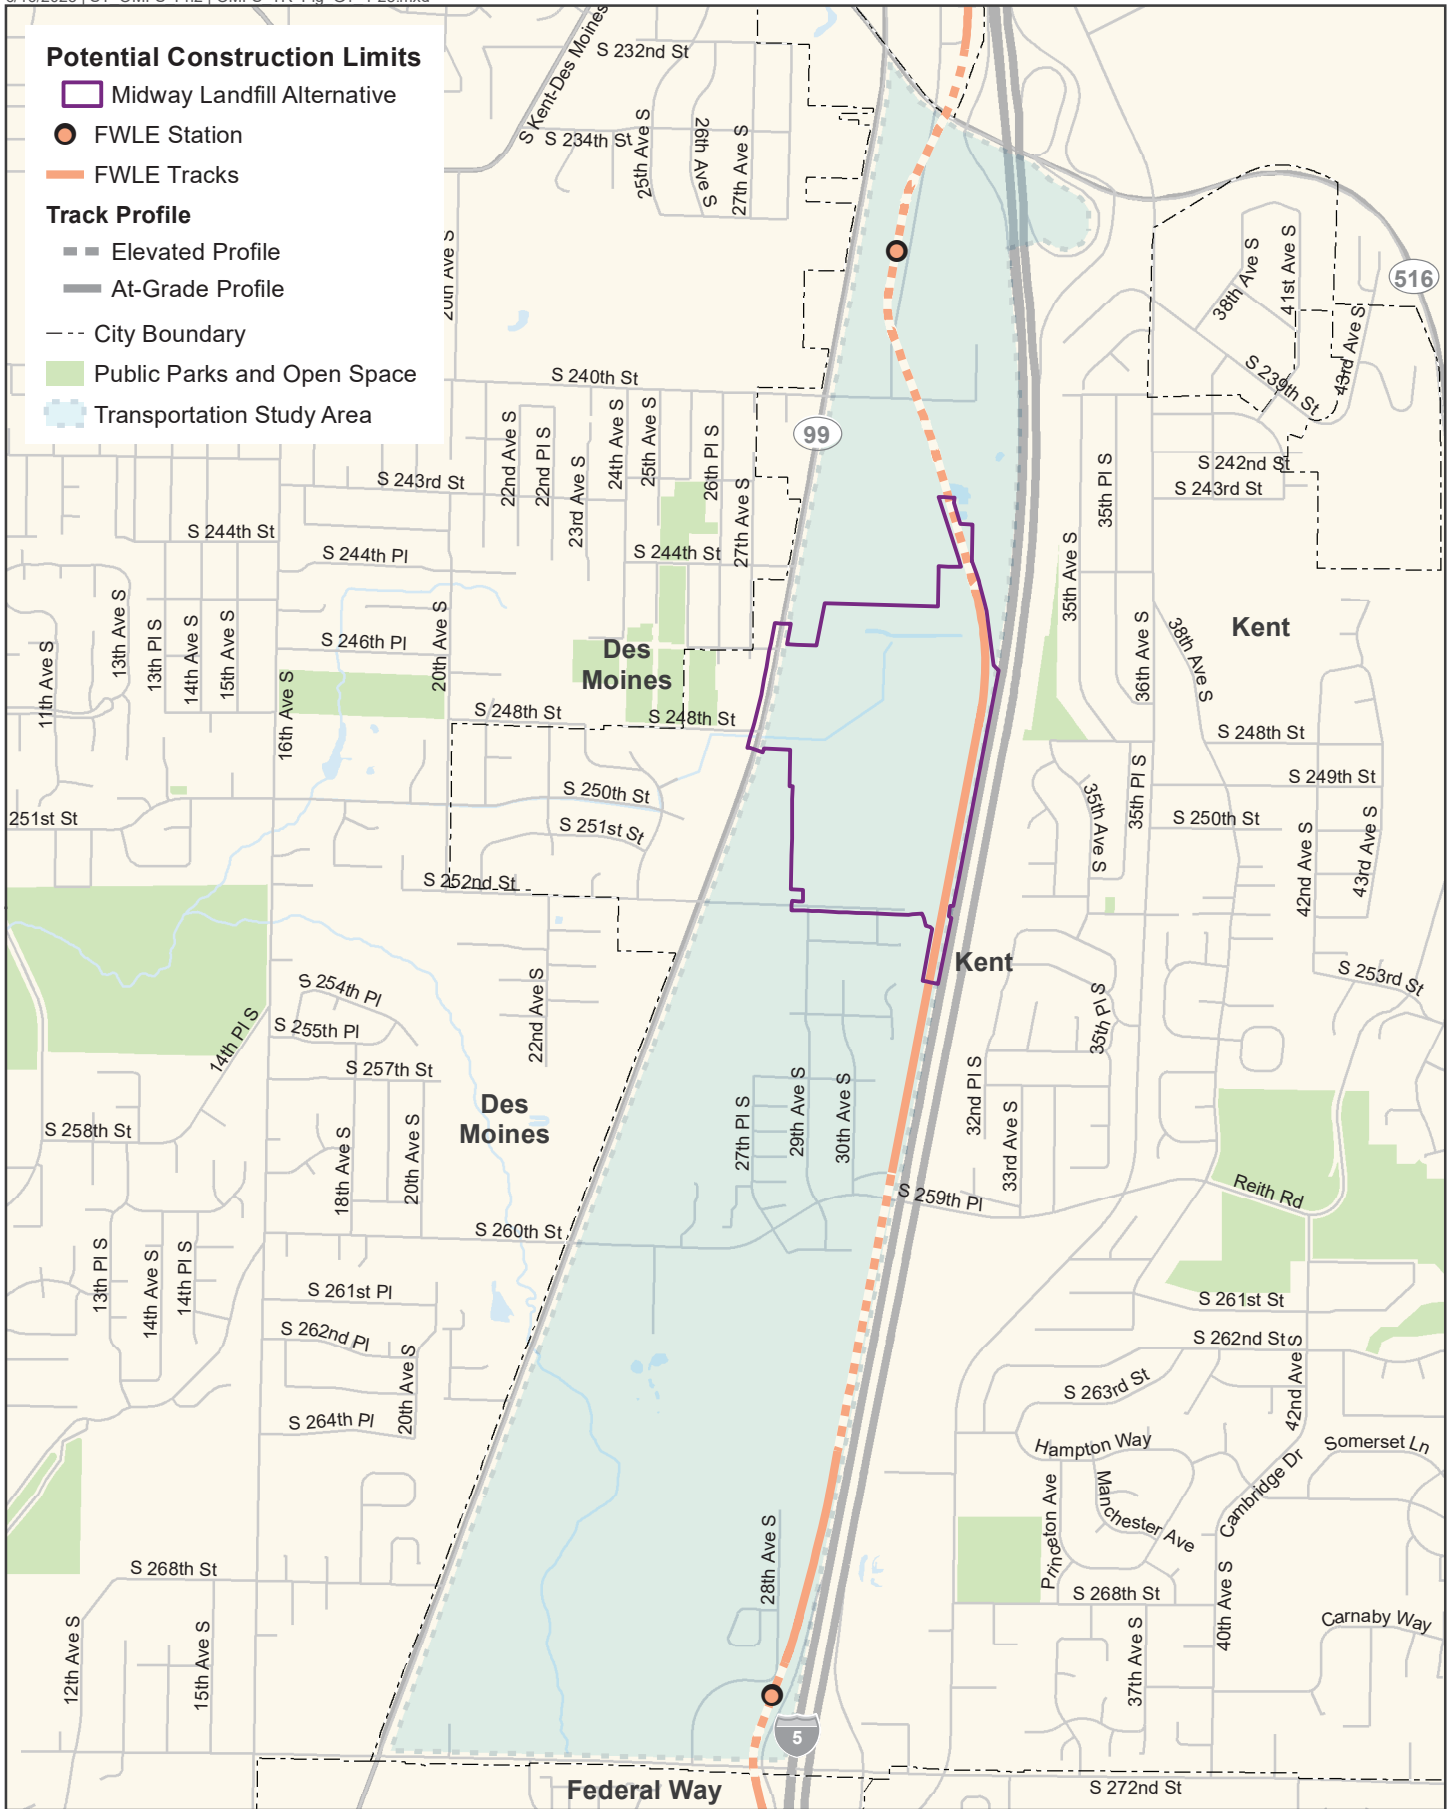 Potential Construction Limits
Midway Landfill Alternative
FWLE Station
FWLE Tracks
Track Profile
Elevated Profile
At-Grade Profile
City Boundary
Public Parks and Open Space
Transportation Study Area
S Kent-Des Moines
S 232nd St
S 234th St
25th Ave S
26th Ave S
27th Ave S
20th Ave S
38th Ave S
41st Ave S
516
43rd Ave S
S 239th St
S 240th St
99
22nd Ave S
22nd Pl S
23rd Ave S
24th Ave S
25th Ave S
26th Pl S
27th Ave S
S 243rd St
35th Pl S
S 242nd St
S 243rd St
S 244th St
S 244th Pl
S 244th St
35th Ave S
13th Ave S
13th Pl S
14th Ave S
15th Ave S
11th Ave S
S 246th Pl
20th Ave S
16th Ave S
Des
Moines
36th Ave S
38th Ave S
Kent
S 248th St
S 248th St
S 248th St
S 250th St
S 251st St
251st St
S 249th St
35th Ave S
35th Pl S
S 250th St
42nd Ave S
43rd Ave S
S 252nd St
Kent
S 253rd St
S 254th Pl
S 255th Pl
14th Pl S
22nd Ave S
35th Pl S
S 257th St
Des
Moines
S 258th St
18th Ave S
20th Ave S
27th Pl S
29th Ave S
30th Ave S
32nd Pl S
33rd Ave S
S 259th Pl
Reith Rd
S 260th St
13th Pl S
14th Ave S
14th Pl S
S 261st Pl
S 261st St
S 262nd Pl
S 262nd St
20th Ave S
S 263rd St
42nd Ave S
S 264th Pl
Hampton Way
Somerset Ln
Cambridge Dr
Princeton Ave
Manchester Ave
S 268th St
28th Ave S
S 268th St
12th Ave S
15th Ave S
37th Ave S
40th Ave S
Carnaby Way
5
Federal Way
S 272nd St